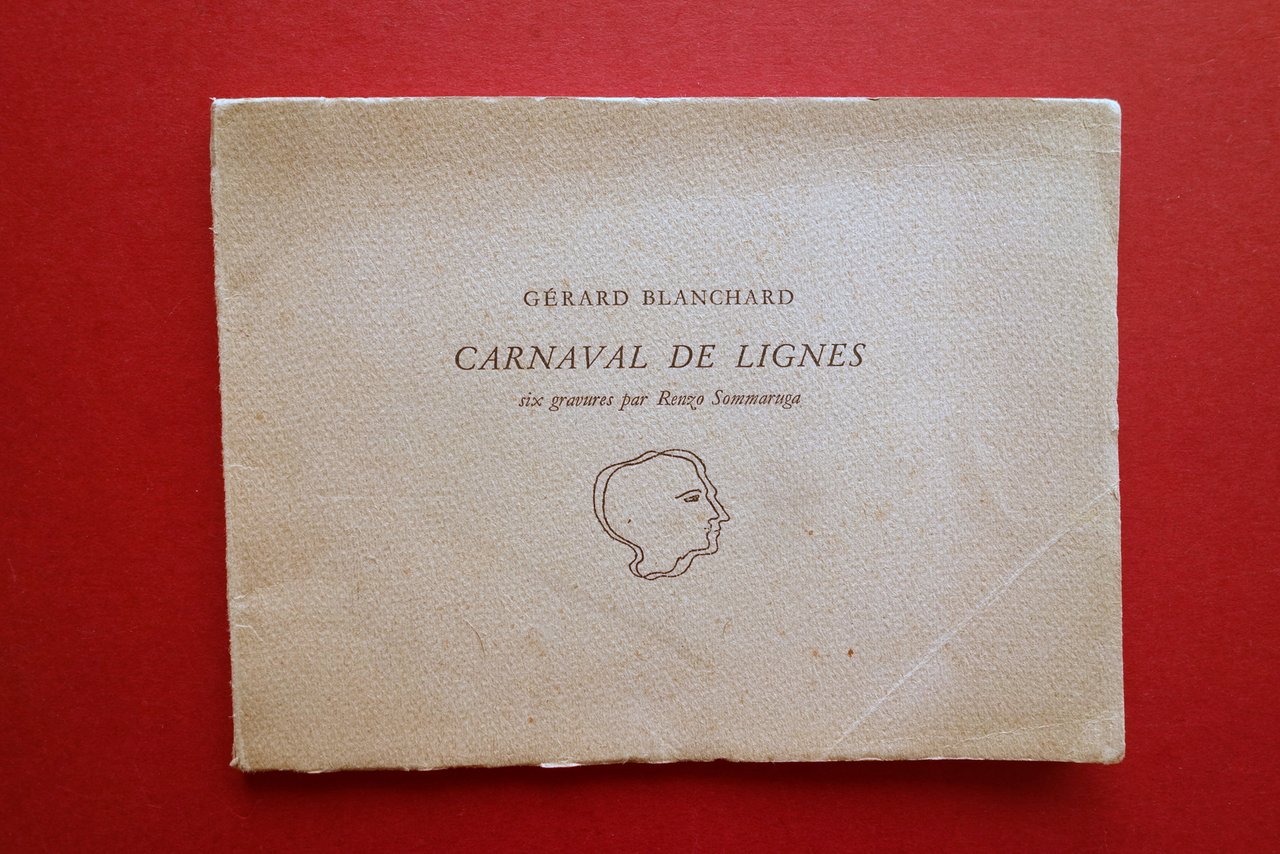 GÉRARD BLANCHARD
CARNAVAL DE LIGNES
six gravures par Renzo Sommaruga